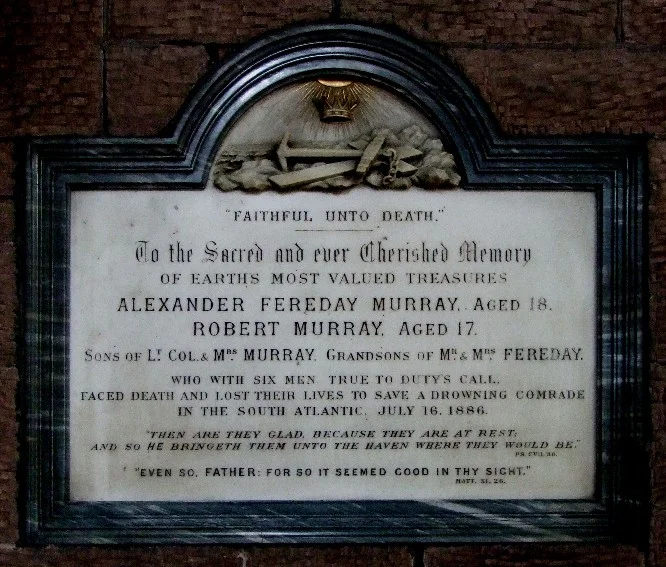 "FAITHFUL UNTO DEATH."
To the Sacred and ever Cherished Memory
OF EARTH'S MOST VALUED TREASURES
ALEXANDER FEREDAY MURRAY, AGED 18.
ROBERT MURRAY, AGED 17.
SONS OF LT COL. & MRS MURRAY, GRANDSONS OF MR & MRS FEREDAY.
WHO WITH SIX MEN TRUE TO DUTY'S CALL,
FACED DEATH AND LOST THEIR LIVES TO SAVE A DROWNING COMRADE
IN THE SOUTH ATLANTIC, JULY 16. 1886.
"THEN ARE THEY GLAD, BECAUSE THEY ARE AT REST;
AND SO HE BRINGETH THEM UNTO THE HAVEN WHERE THEY WOULD BE."
PS. CVII. 30.
"EVEN SO, FATHER: FOR SO IT SEEMED GOOD IN THY SIGHT."
MATT. XI. 26.